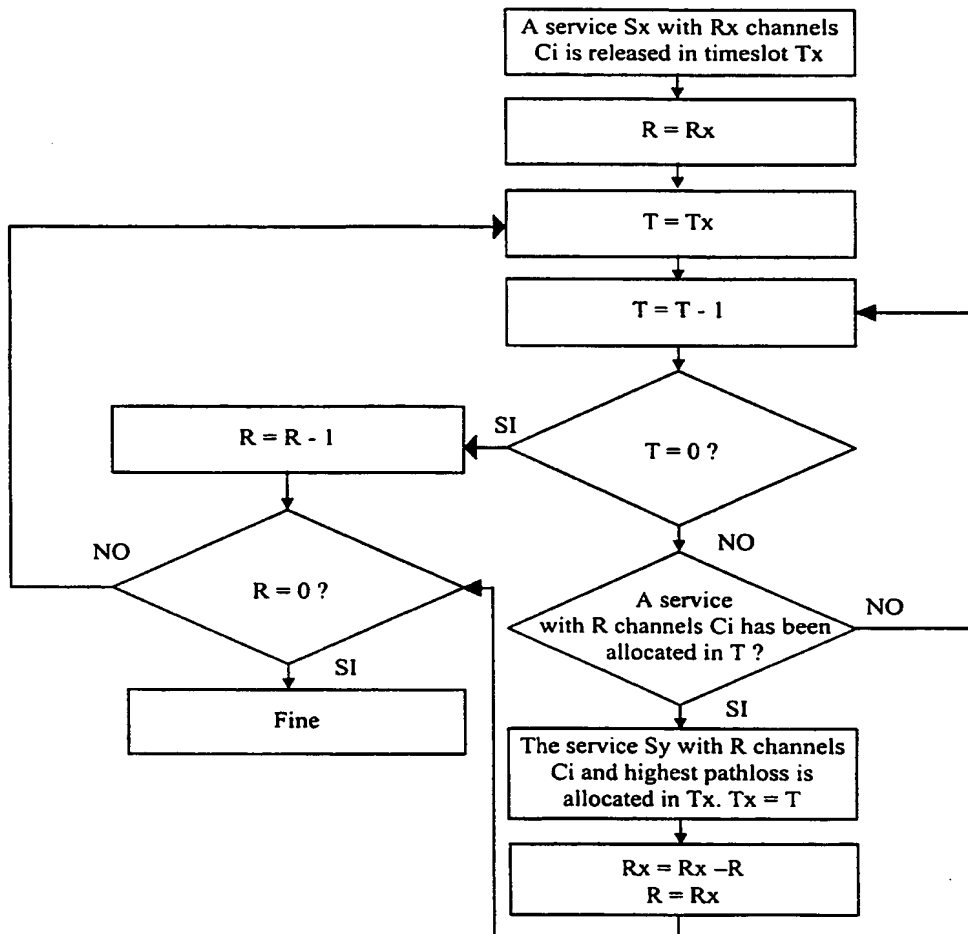 A service Sx with Rx channels
Ci is released in timeslot Tx
R = Rx
T = Tx
T = T - 1
SI
R = R - 1
T = 0 ?
NO
NO
R = 0 ?
A service
with R channels Ci has been
allocated in T ?
NO
SI
Fine
SI
The service Sy with R channels
Ci and highest pathloss is
allocated in Tx. Tx = T
Rx = Rx –R
R = Rx